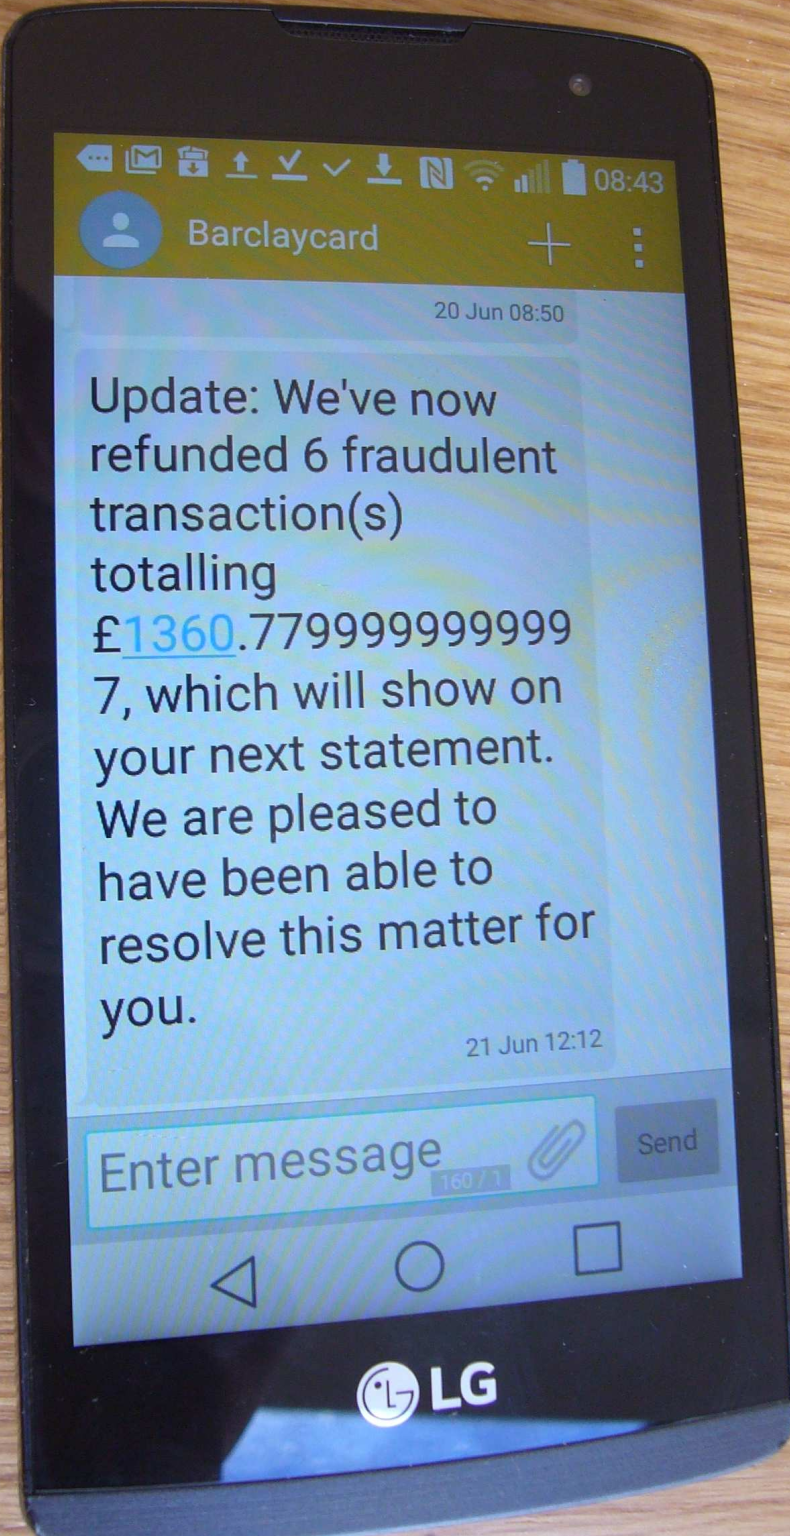 08:43
Barclaycard
20 Jun 08:50
Update: We've now
refunded 6 fraudulent
transaction(s)
totalling
£1360.779999999999
7, which will show on
your next statement.
We are pleased to
have been able to
resolve this matter for
you.
21 Jun 12:12
Enter message
160 / 1
Send
LG